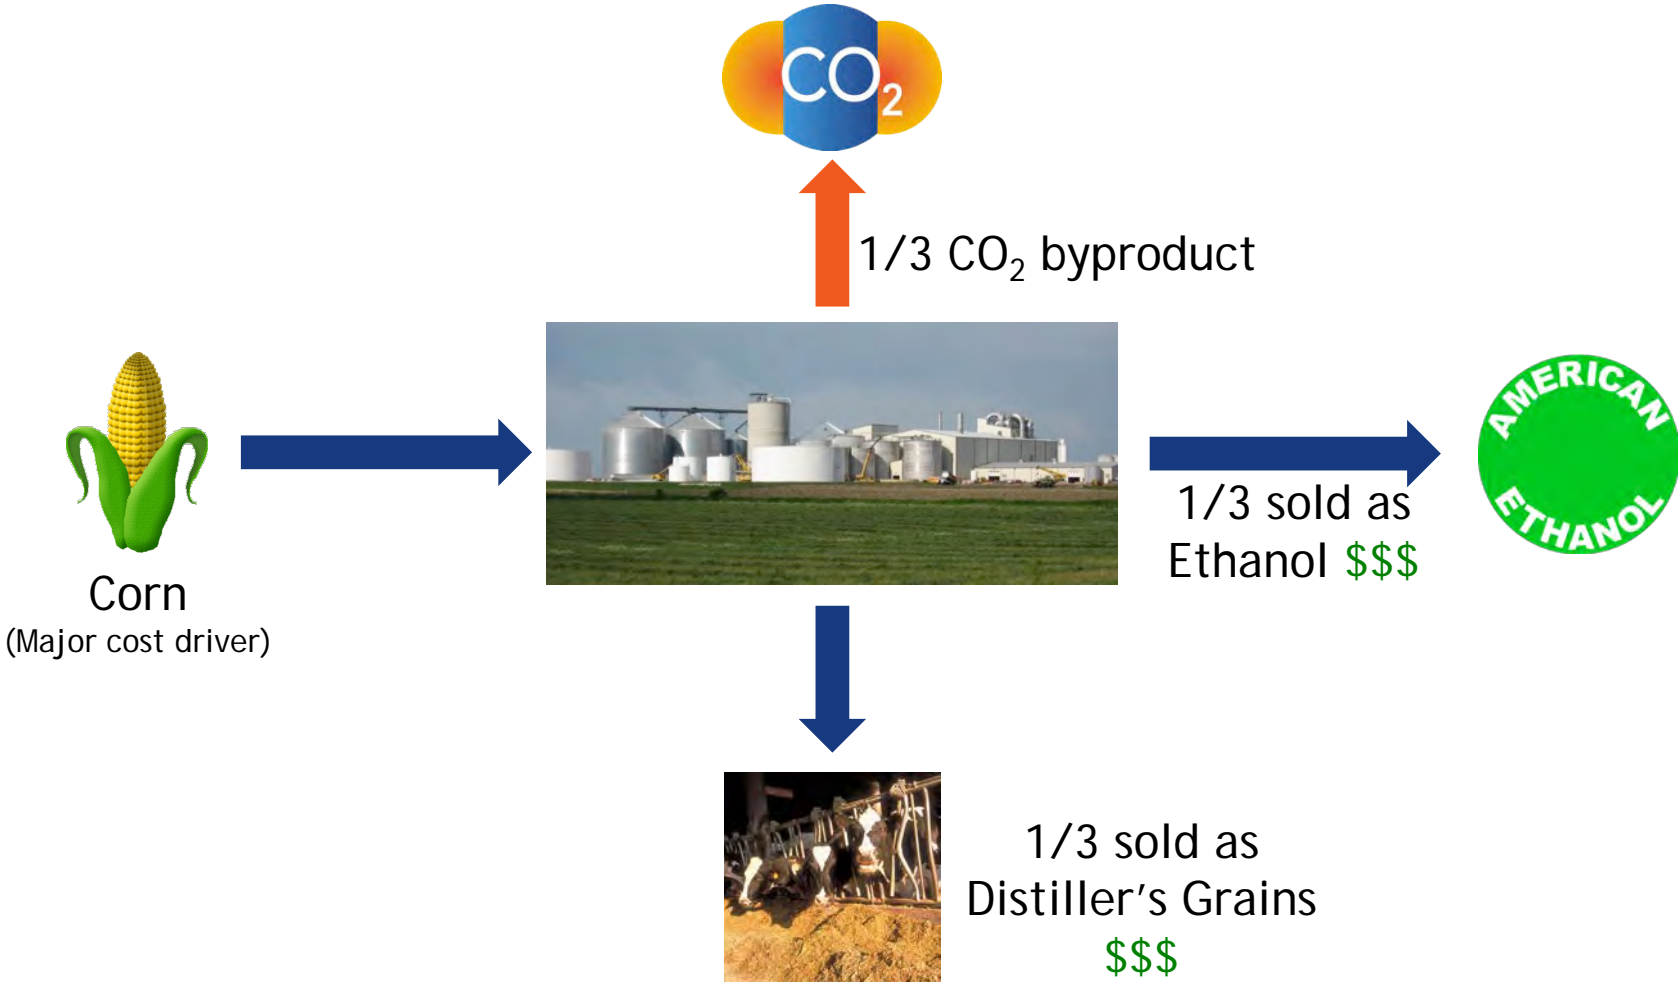 CO₂
1/3 CO₂ byproduct
AMERICAN
ETHANOL
1/3 sold as
Ethanol $$$
Corn
(Major cost driver)
1/3 sold as
Distiller's Grains
$$$